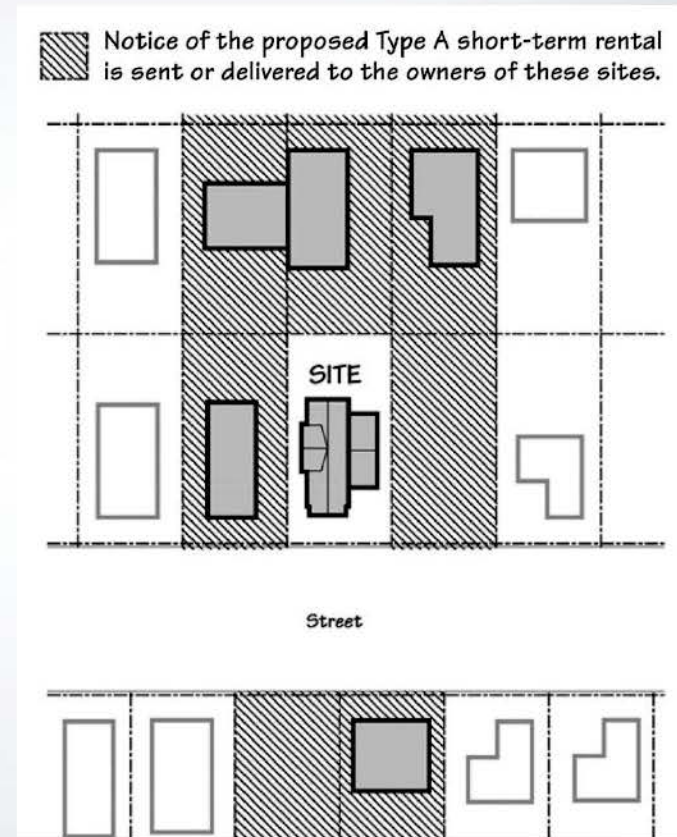 Notice of the proposed Type A short-term rental
is sent or delivered to the owners of these sites.
SITE
Street